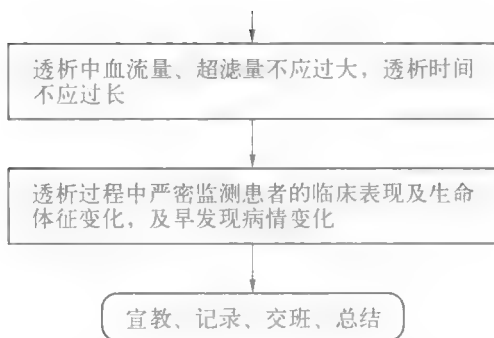 透析中血流量、超滤量不应过大，透析时间
不应过长
透析过程中严密监测患者的临床表现及生命
体征变化，及早发现病情变化
宣教、记录、交班、总结